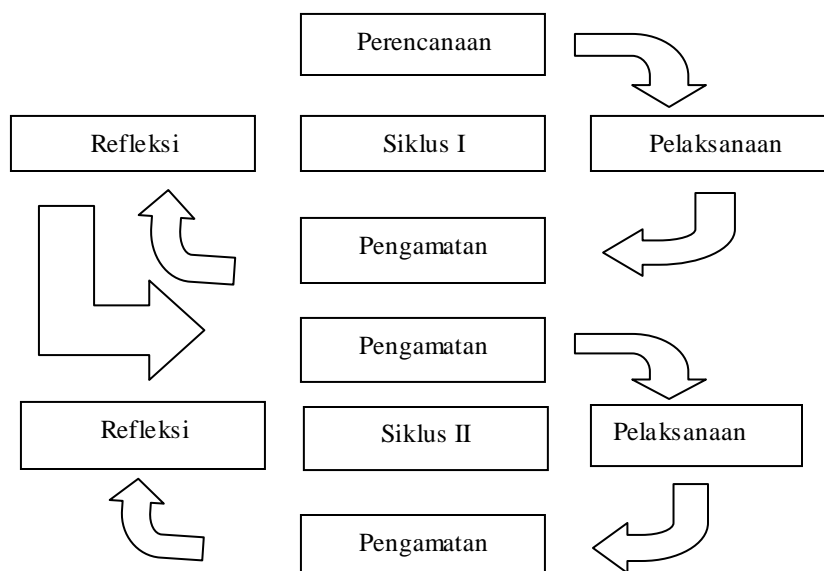 Perencanaan
Refleksi
Siklus I
Pelaksanaan
Pengamatan
Pengamatan
Refleksi
Siklus II
Pelaksanaan
Pengamatan